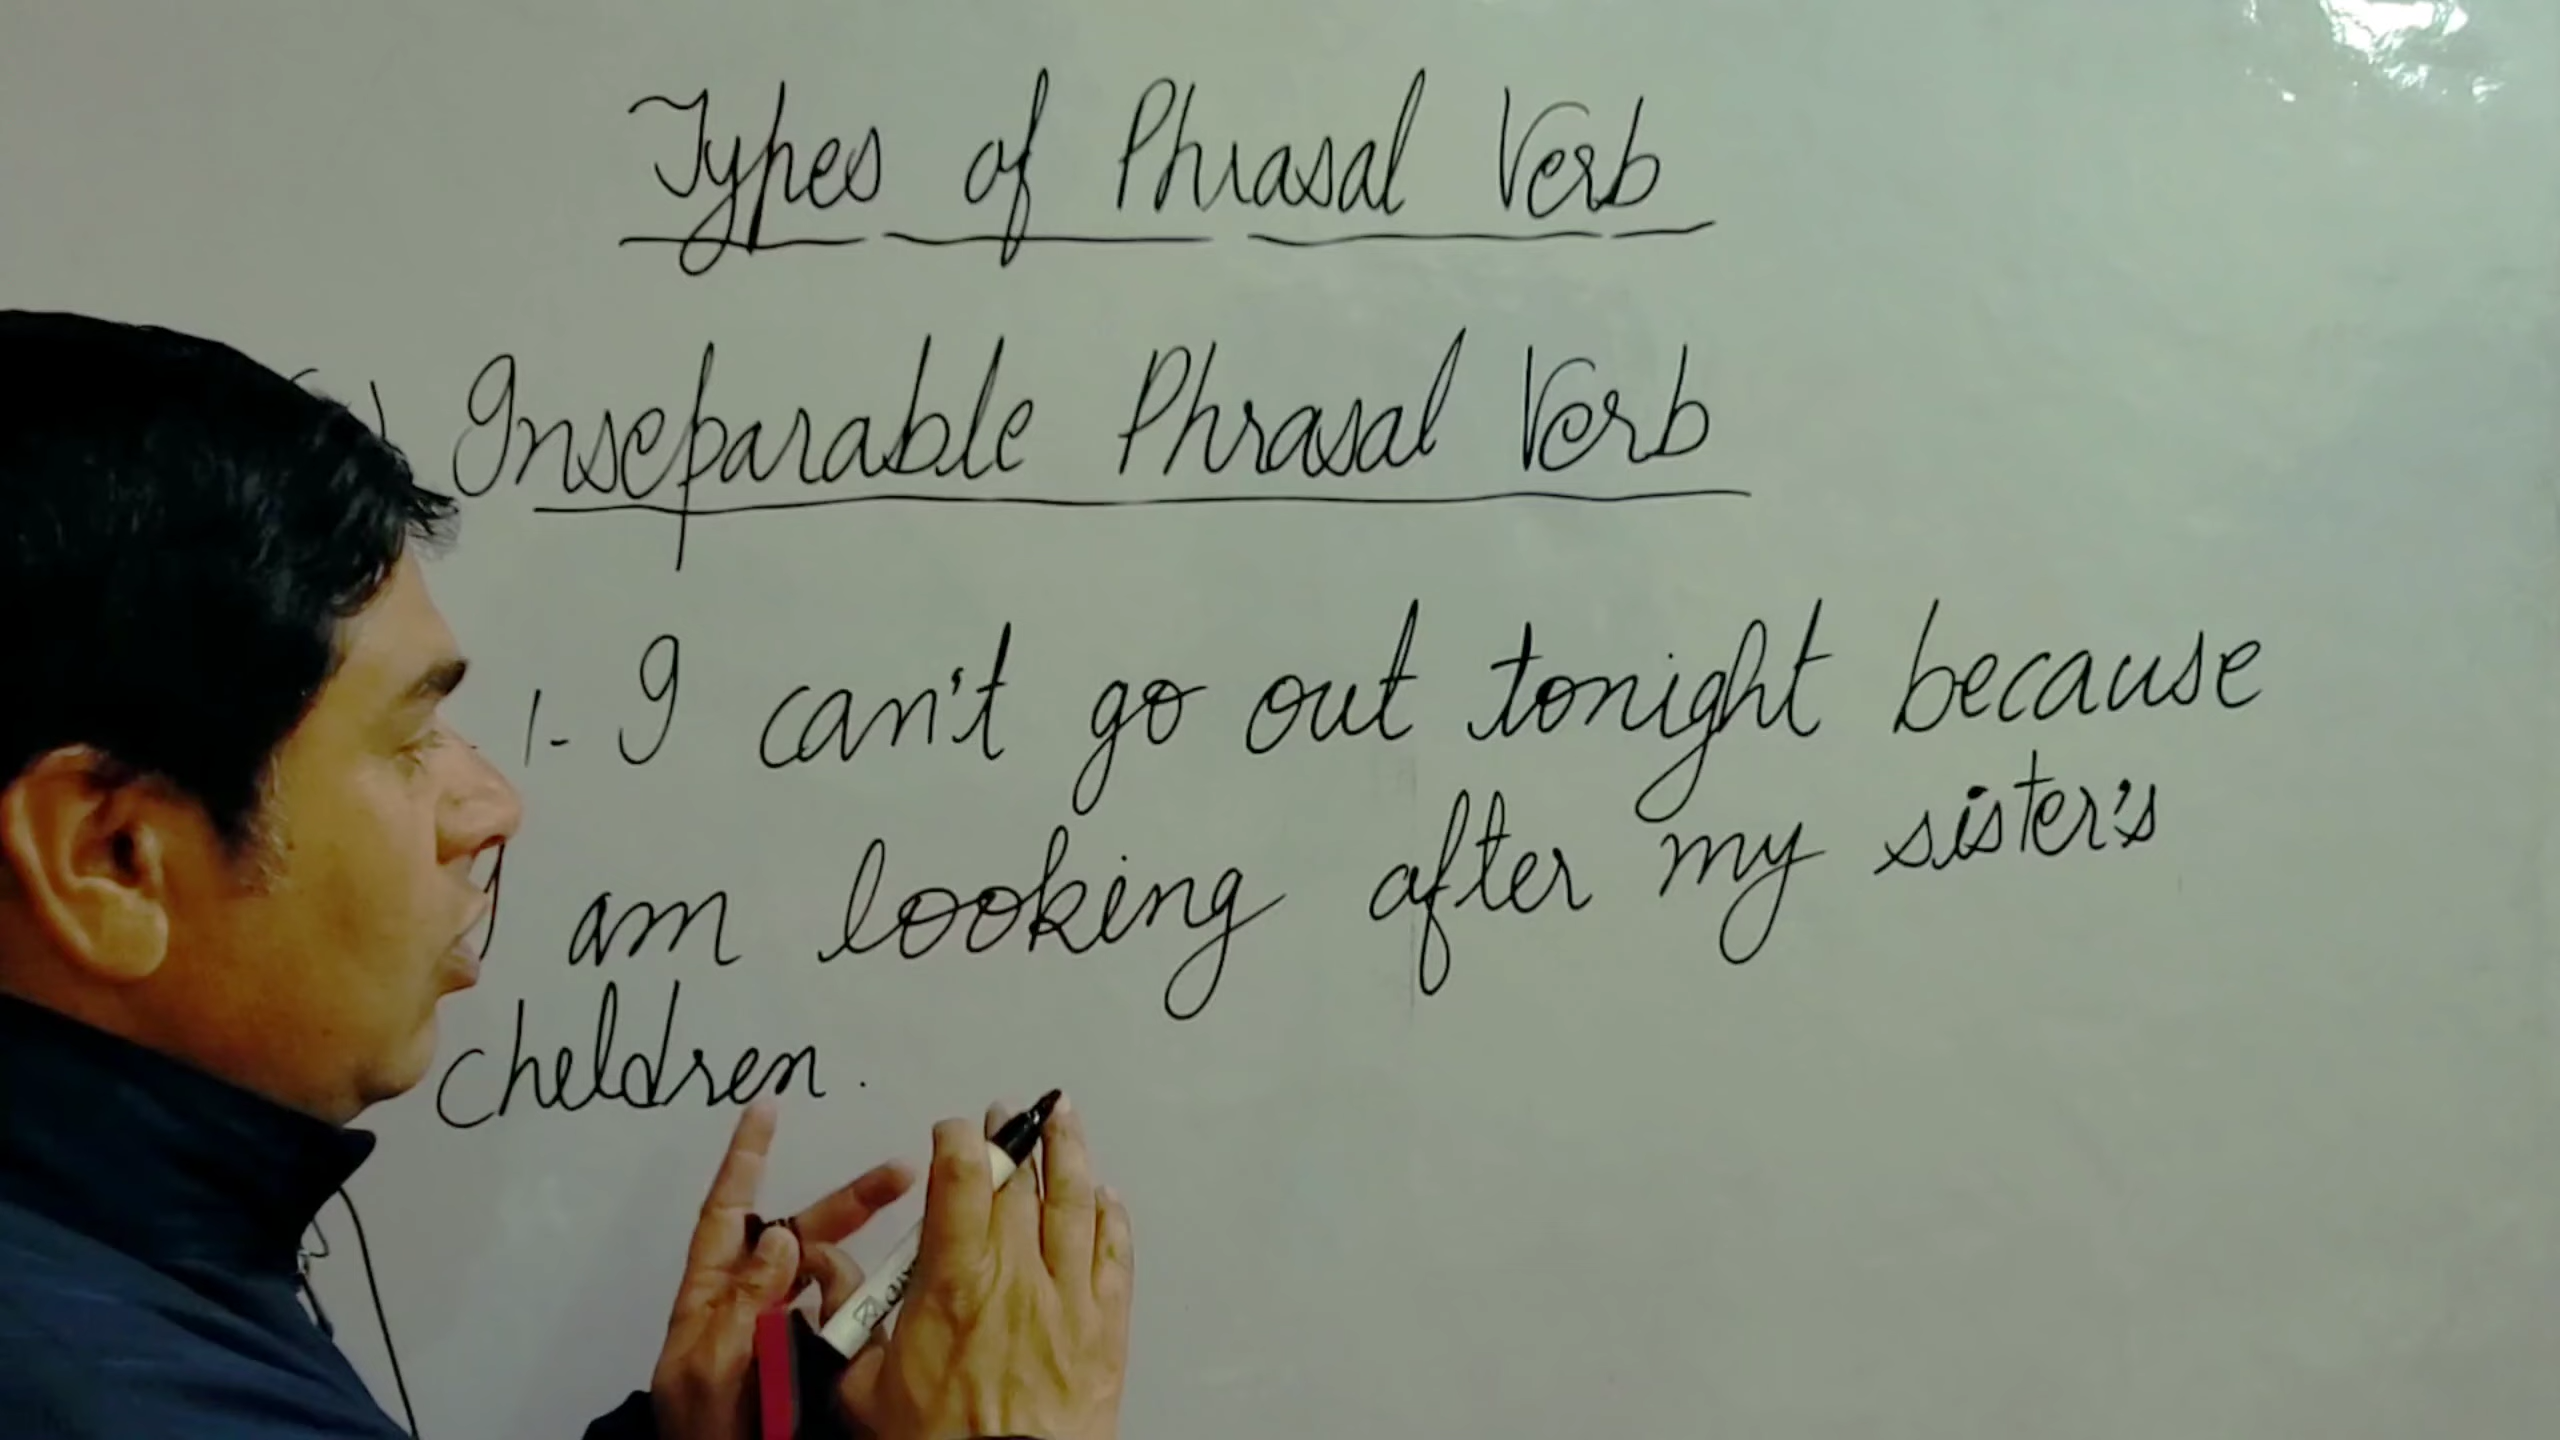 Types of Phrasal Verb
) Inseparable Phrasal Verb
1- I can't go out tonight because
I am looking after my sister's
cheldren.